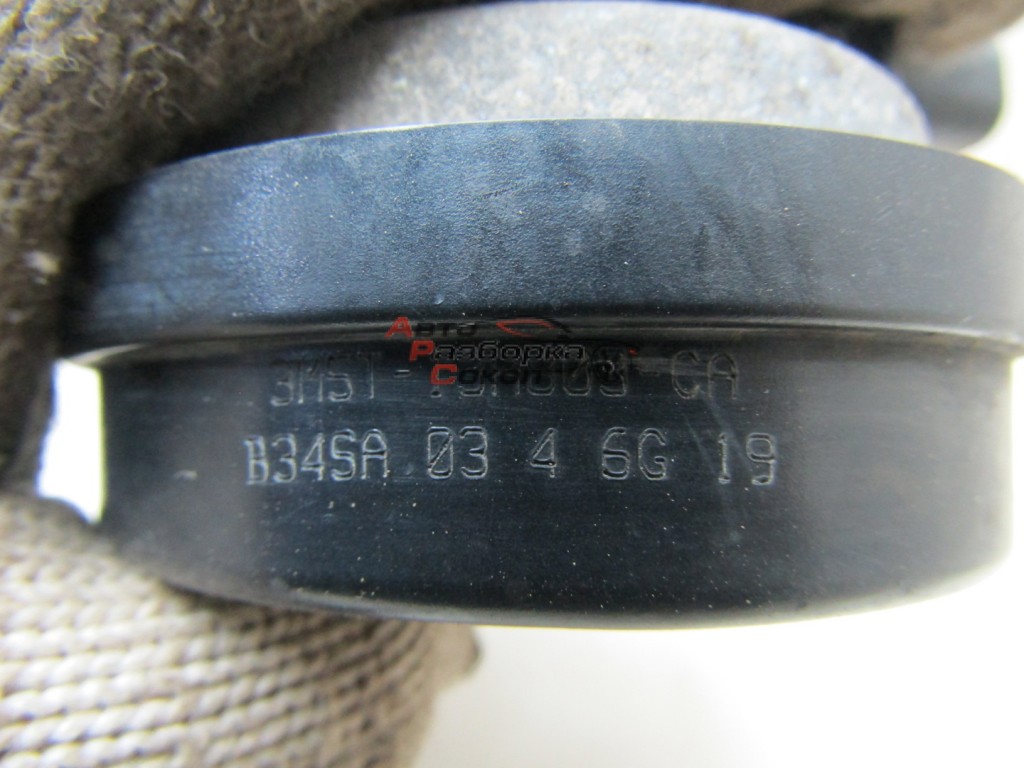 Авто
Разборка
Сокол
3M5T- -CA
B34SA 03 4 6G 19